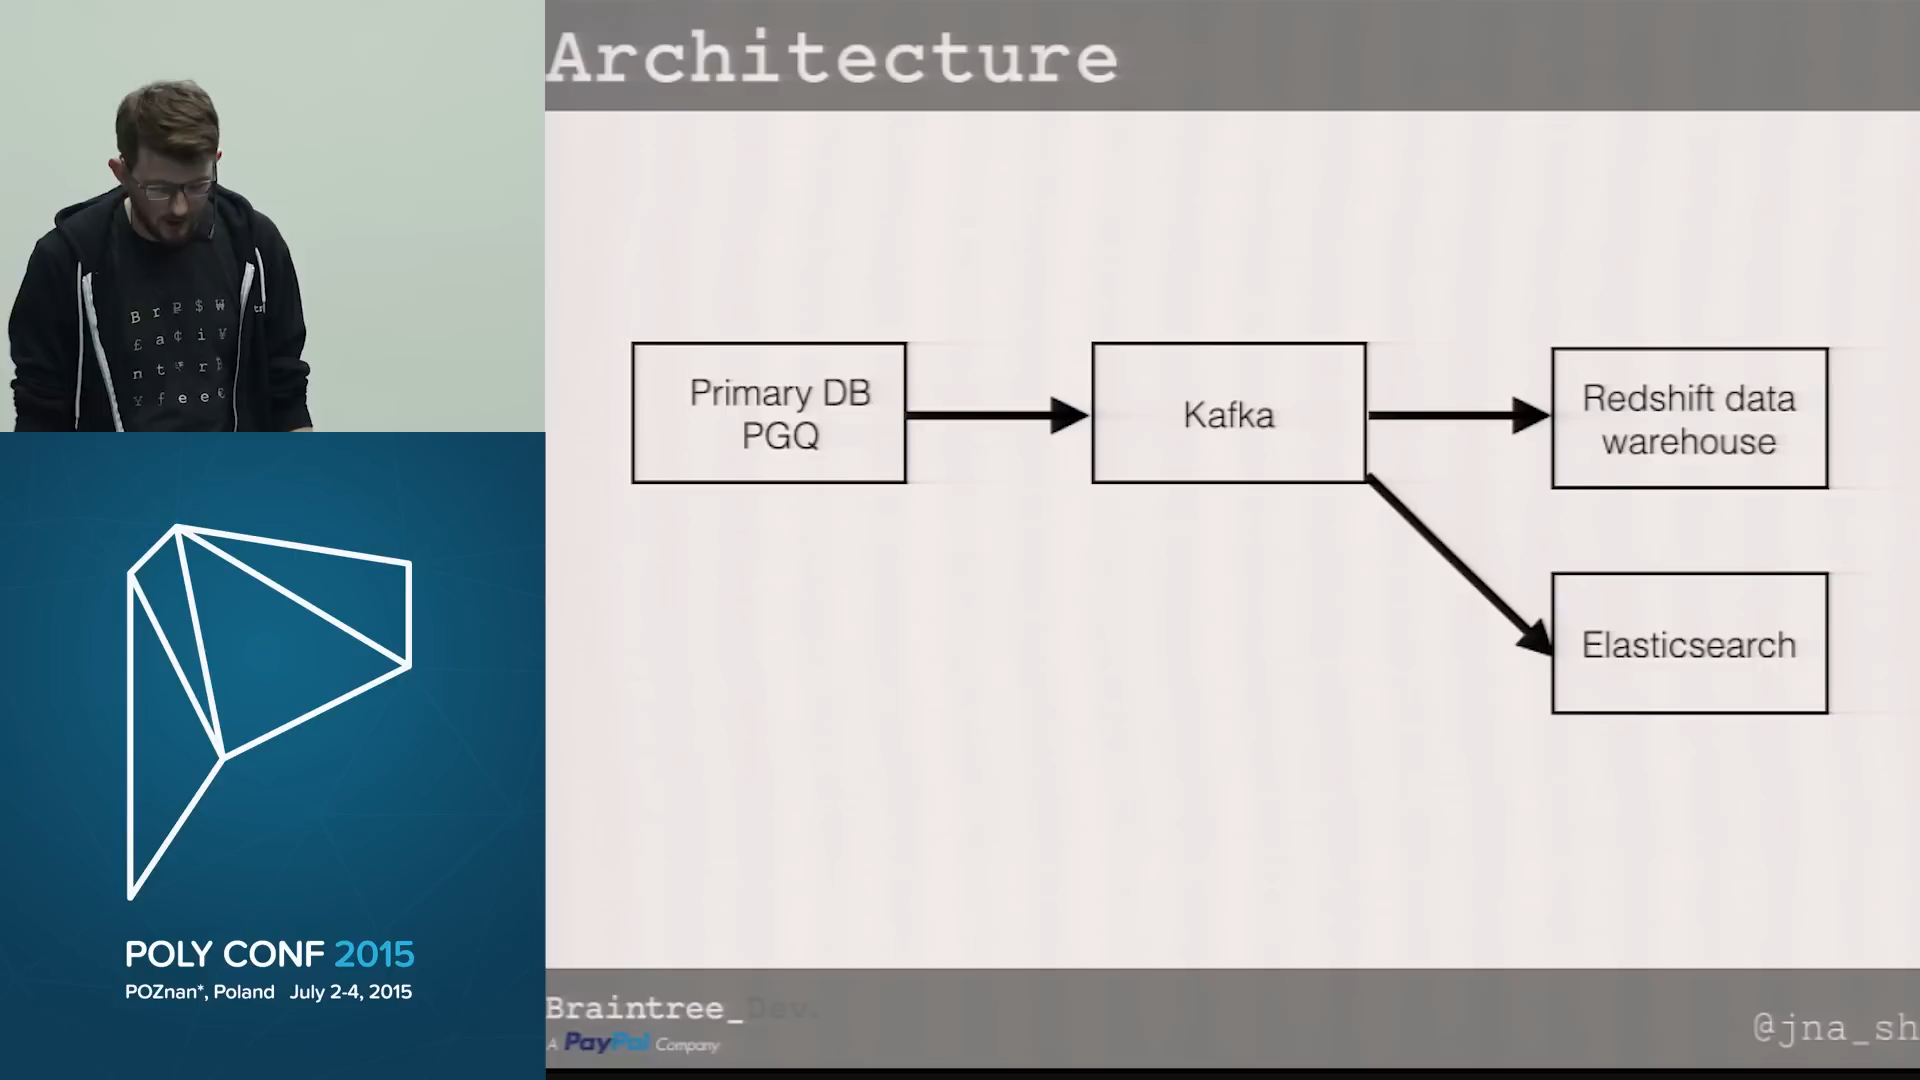 Architecture
Primary DB
PGQ
Kafka
Redshift data
warehouse
Elasticsearch
Braintree_Dev.
A PayPal Company
@jna_sh
POLY CONF 2015
POZnan*, Poland July 2-4, 2015